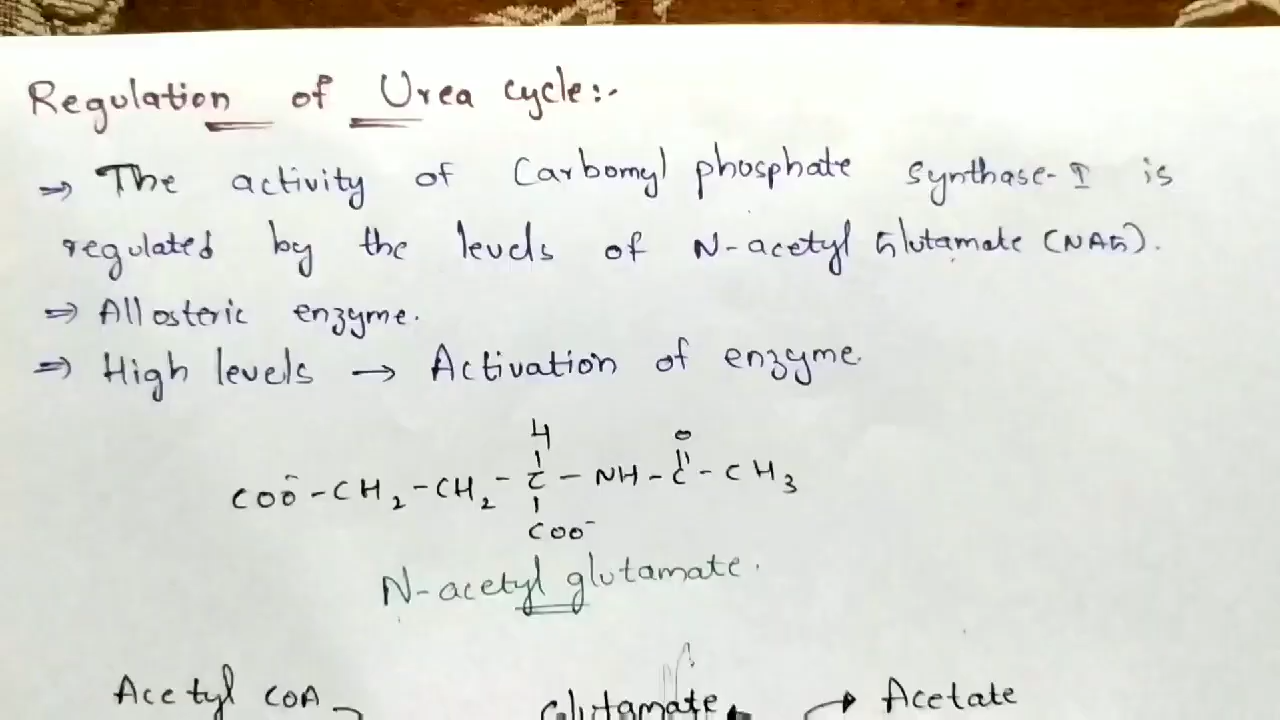 Regulation of Urea cycle:-
⇒ The activity of Carbomyl phosphate Synthase-I is
regulated by the levels of N-acetyl Glutamate (NAG).
⇒ Allosteric enzyme.
⇒ High levels → Activation of enzyme.
H O
COO⁻-CH₂-CH₂-C-NH-C-CH₃
COO⁻
N-acetyl glutamate.
Acetyl COA Glutamate → Acetate